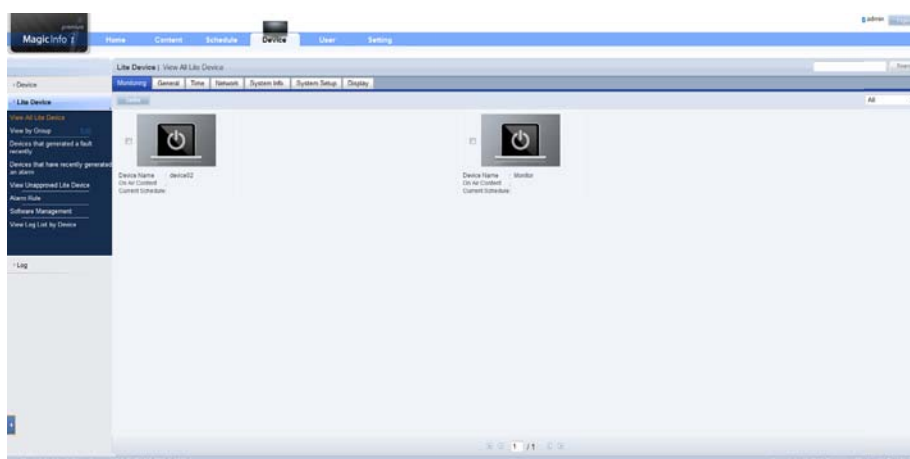 premium
MagicInfo i
Home Content Schedule Device User Setting
admin
Lite Device | View All Lite Device
Device
Monitoring General Time Network System Info. System Setup Display
Lite Device
All
View All Lite Device
View by Group
Devices that generated a fault
recently
Devices that have recently generated
an alarm
View Unapproved Lite Device
Alarm Rule
Software Management
View Log List by Device
Log
Device Name : device02
On Air Content :
Current Schedule :
Device Name : Monitor
On Air Content :
Current Schedule :
1 / 1